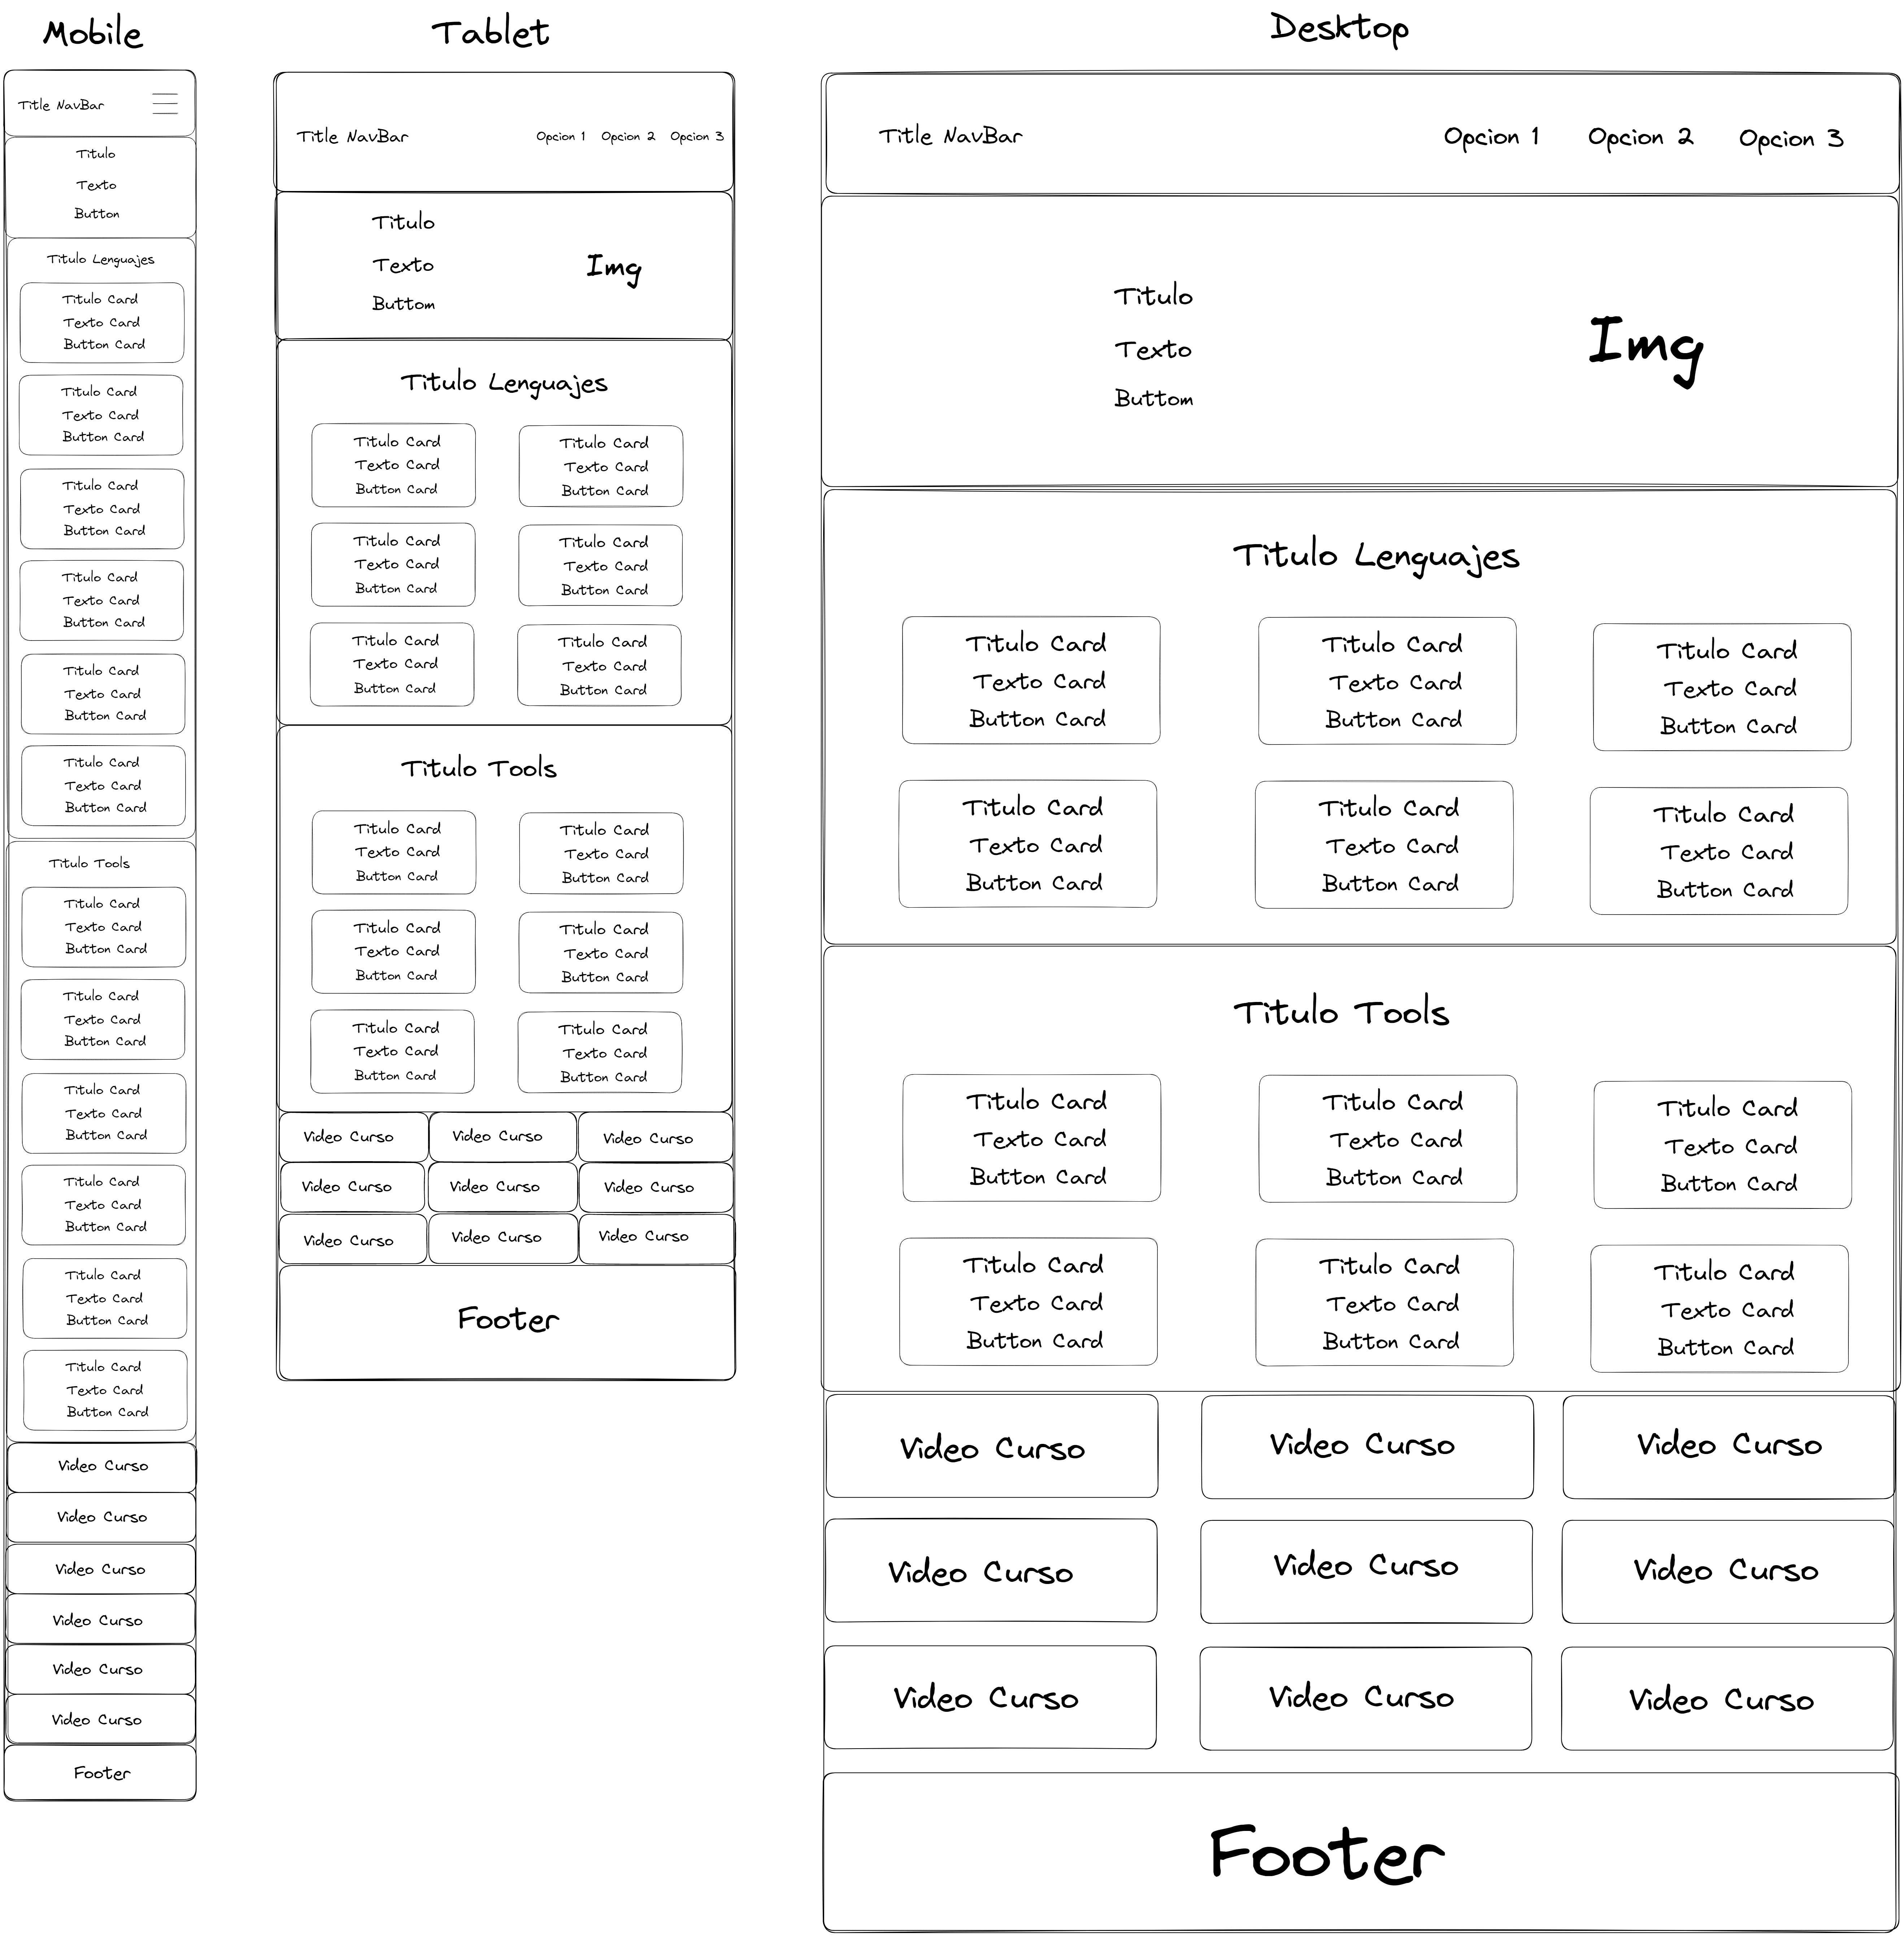 Mobile
Title NavBar
Titulo
Texto
Button
Titulo Lenguajes
Titulo Card
Texto Card
Button Card
Titulo Card
Texto Card
Button Card
Titulo Card
Texto Card
Button Card
Titulo Card
Texto Card
Button Card
Titulo Card
Texto Card
Button Card
Titulo Card
Texto Card
Button Card
Titulo Tools
Titulo Card
Texto Card
Button Card
Titulo Card
Texto Card
Button Card
Titulo Card
Texto Card
Button Card
Titulo Card
Texto Card
Button Card
Titulo Card
Texto Card
Button Card
Titulo Card
Texto Card
Button Card
Video Curso
Video Curso
Video Curso
Video Curso
Video Curso
Video Curso
Footer
Tablet
Title NavBar Opcion 1 Opcion 2 Opcion 3
Titulo
Texto
Buttom
Img
Titulo Lenguajes
Titulo Card
Texto Card
Button Card
Titulo Card
Texto Card
Button Card
Titulo Card
Texto Card
Button Card
Titulo Card
Texto Card
Button Card
Titulo Card
Texto Card
Button Card
Titulo Card
Texto Card
Button Card
Titulo Tools
Titulo Card
Texto Card
Button Card
Titulo Card
Texto Card
Button Card
Titulo Card
Texto Card
Button Card
Titulo Card
Texto Card
Button Card
Titulo Card
Texto Card
Button Card
Titulo Card
Texto Card
Button Card
Video Curso Video Curso Video Curso
Video Curso Video Curso Video Curso
Video Curso Video Curso Video Curso
Footer
Desktop
Title NavBar Opcion 1 Opcion 2 Opcion 3
Titulo
Texto
Buttom
Img
Titulo Lenguajes
Titulo Card
Texto Card
Button Card
Titulo Card
Texto Card
Button Card
Titulo Card
Texto Card
Button Card
Titulo Card
Texto Card
Button Card
Titulo Card
Texto Card
Button Card
Titulo Card
Texto Card
Button Card
Titulo Tools
Titulo Card
Texto Card
Button Card
Titulo Card
Texto Card
Button Card
Titulo Card
Texto Card
Button Card
Titulo Card
Texto Card
Button Card
Titulo Card
Texto Card
Button Card
Titulo Card
Texto Card
Button Card
Video Curso Video Curso Video Curso
Video Curso Video Curso Video Curso
Video Curso Video Curso Video Curso
Footer